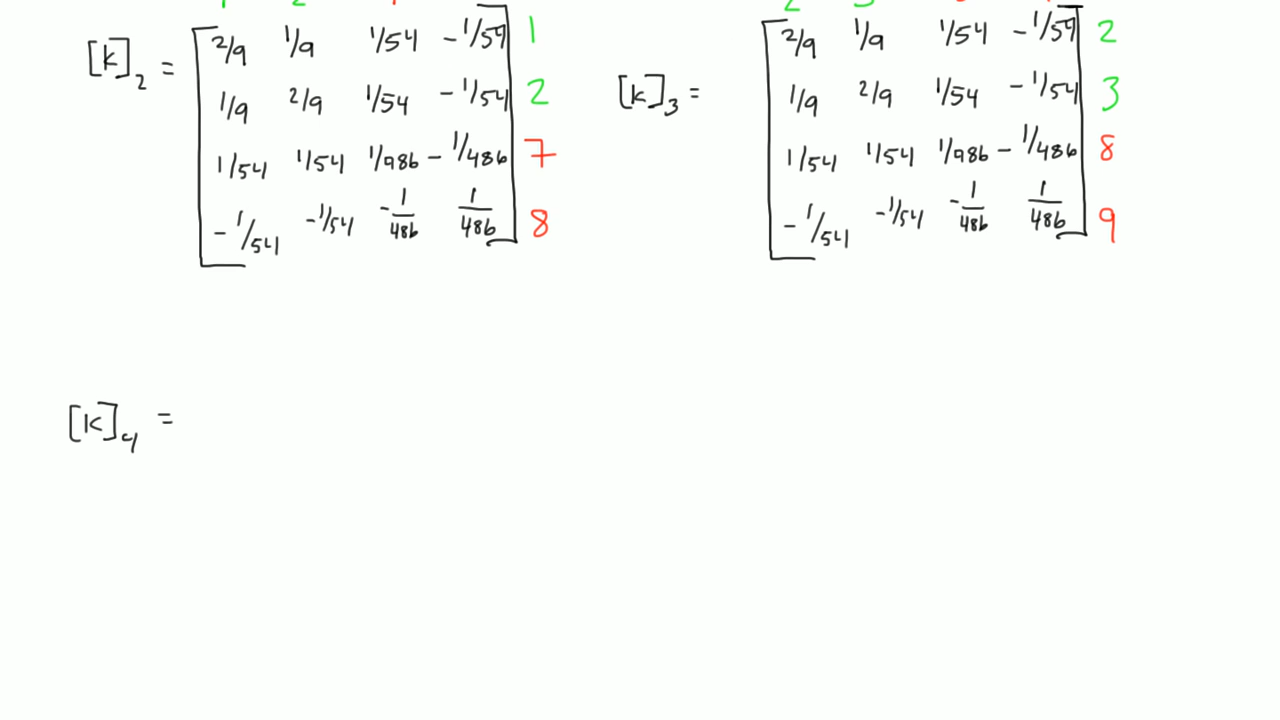 [k]₂ = 2/9 1/9 1/54 -1/54 1
1/9 2/9 1/54 -1/54 2
1/54 1/54 1/486 -1/486 7
-1/54 -1/54 -1/486 1/486 8
[k]₃ = 2/9 1/9 1/54 -1/54 2
1/9 2/9 1/54 -1/54 3
1/54 1/54 1/486 -1/486 8
-1/54 -1/54 -1/486 1/486 9
[k]₄ =